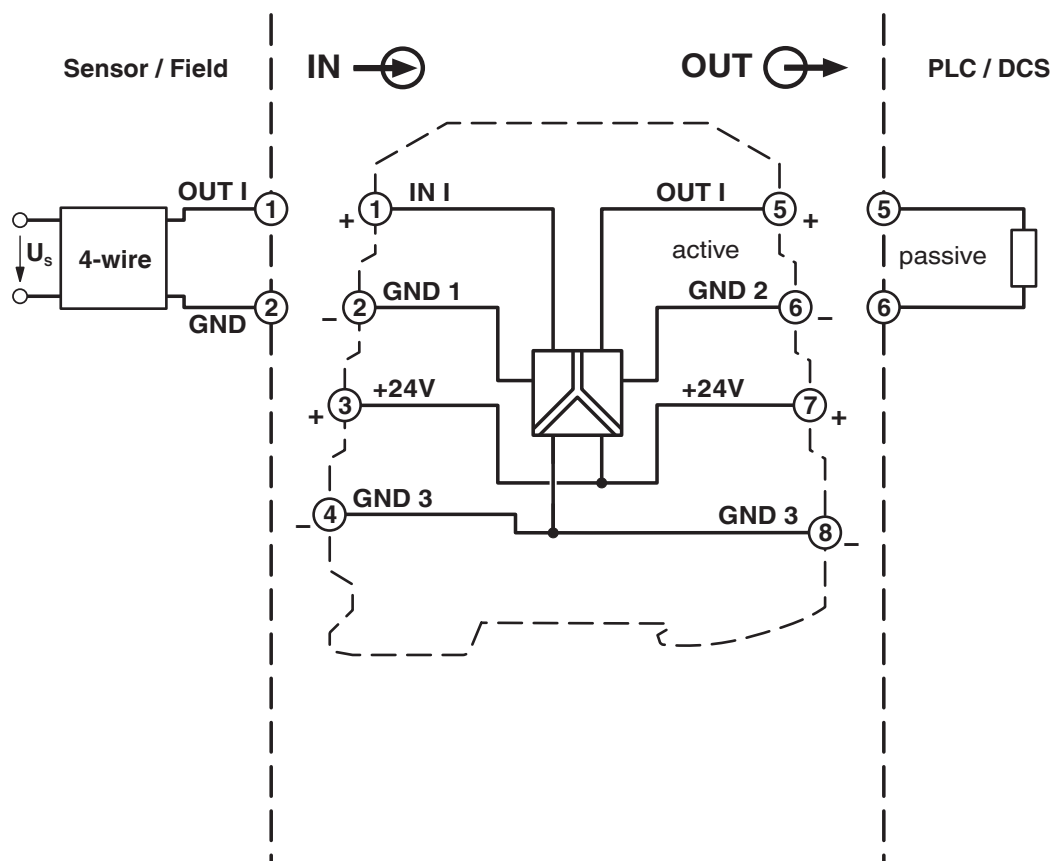 Sensor / Field
IN
OUT
PLC / DCS
OUT I
1
4-wire
Us
GND
2
1
+
IN I
OUT I
5
+
active
2
–
GND 1
GND 2
6
–
3
+
+24V
+24V
7
+
4
–
GND 3
GND 3
8
–
5
passive
6